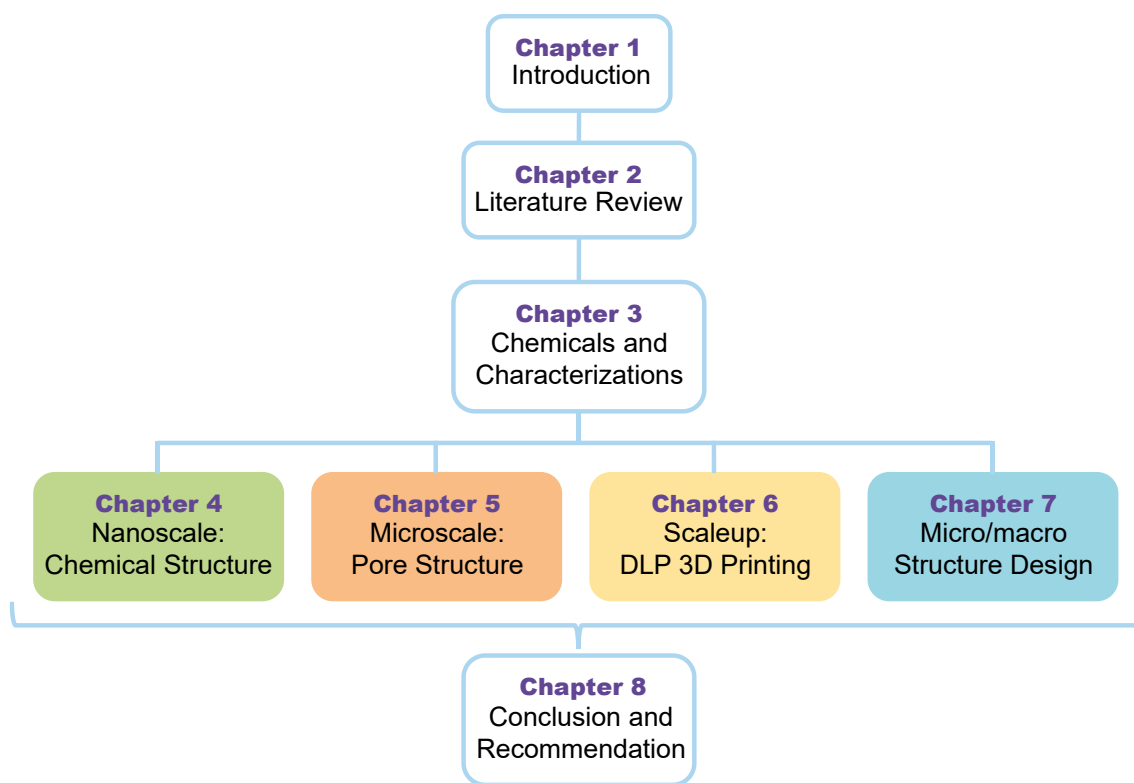 Chapter 1
Introduction
Chapter 2
Literature Review
Chapter 3
Chemicals and
Characterizations
Chapter 4
Nanoscale:
Chemical Structure
Chapter 5
Microscale:
Pore Structure
Chapter 6
Scaleup:
DLP 3D Printing
Chapter 7
Micro/macro
Structure Design
Chapter 8
Conclusion and
Recommendation